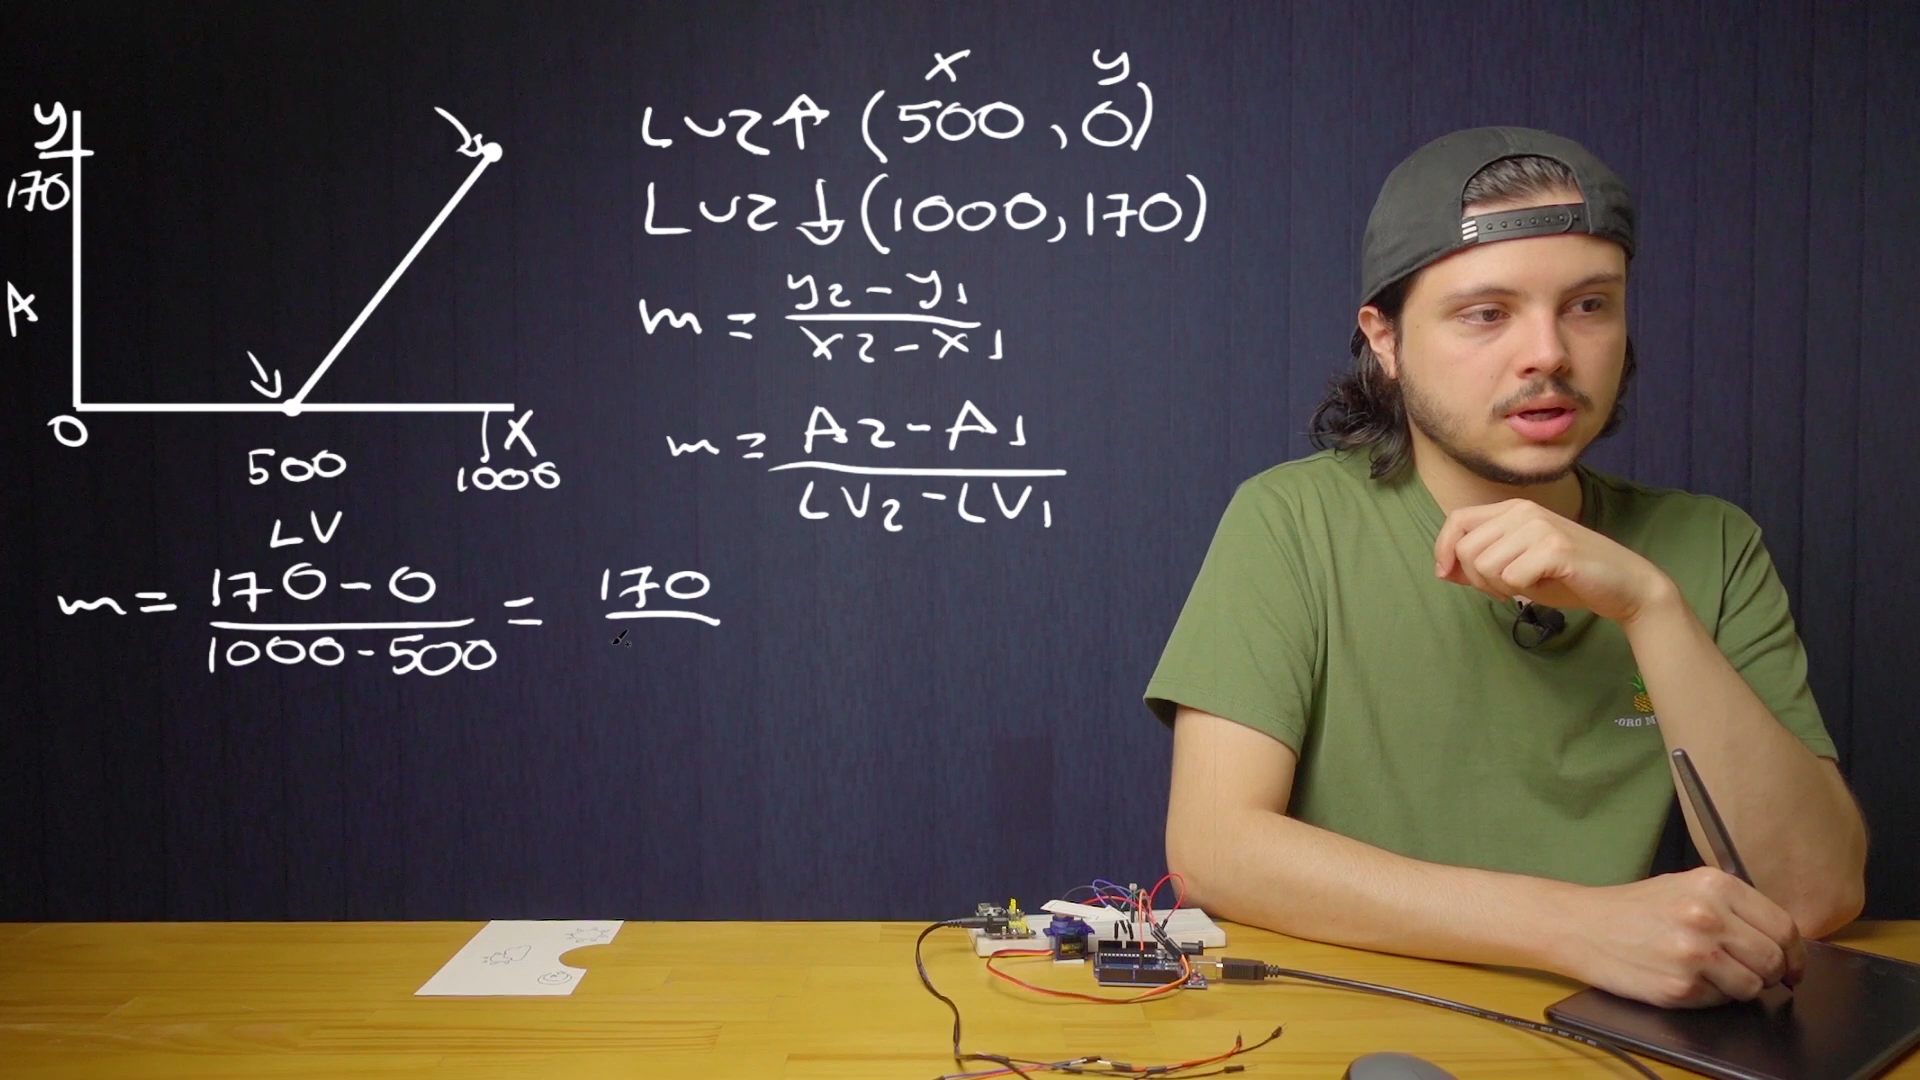 y
170
A
0
500
1000
X
LV
x y
LUZ↑ (500, 0)
LUZ↓ (1000, 170)
m = y2 - y1
x2 - x1
m = A2 - A1
LV2 - LV1
m = 170 - 0 = 170
1000 - 500